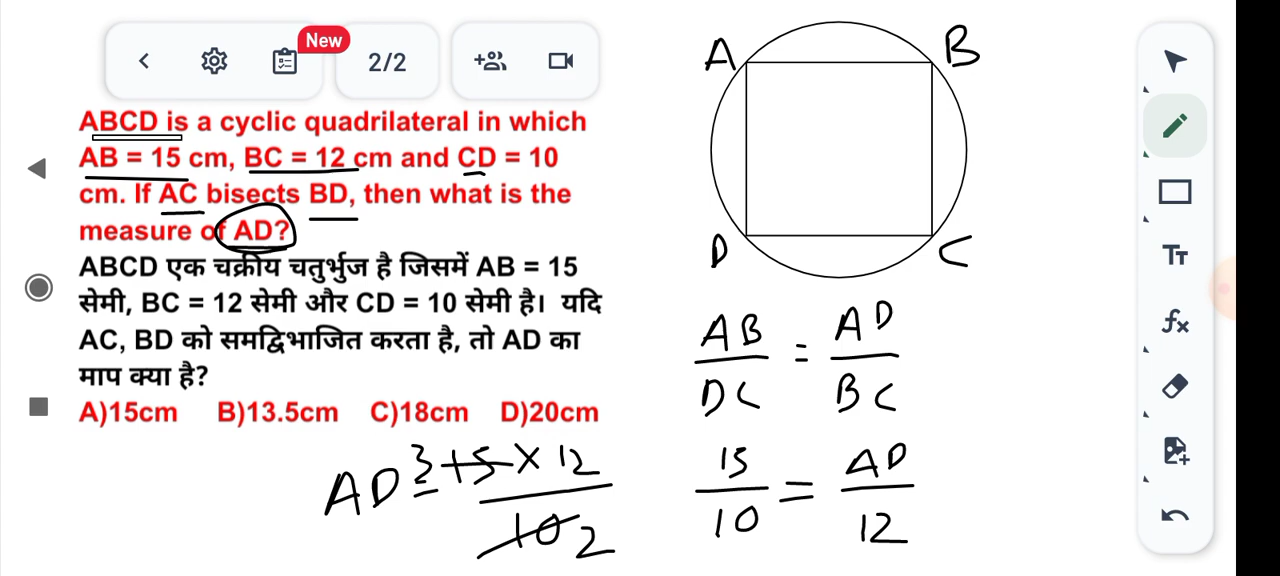 New
2/2
ABCD is a cyclic quadrilateral in which
AB = 15 cm, BC = 12 cm and CD = 10
cm. If AC bisects BD, then what is the
measure of AD?
ABCD एक चक्रीय चतुर्भुज है जिसमें AB = 15
सेमी, BC = 12 सेमी और CD = 10 सेमी है। यदि
AC, BD को समद्विभाजित करता है, तो AD का
माप क्या है?
A)15cm B)13.5cm C)18cm D)20cm
A B
D C
AB/DC = AD/BC
15/10 = AD/12
AD = 3 15 × 12 / 10 2
Tт
fx